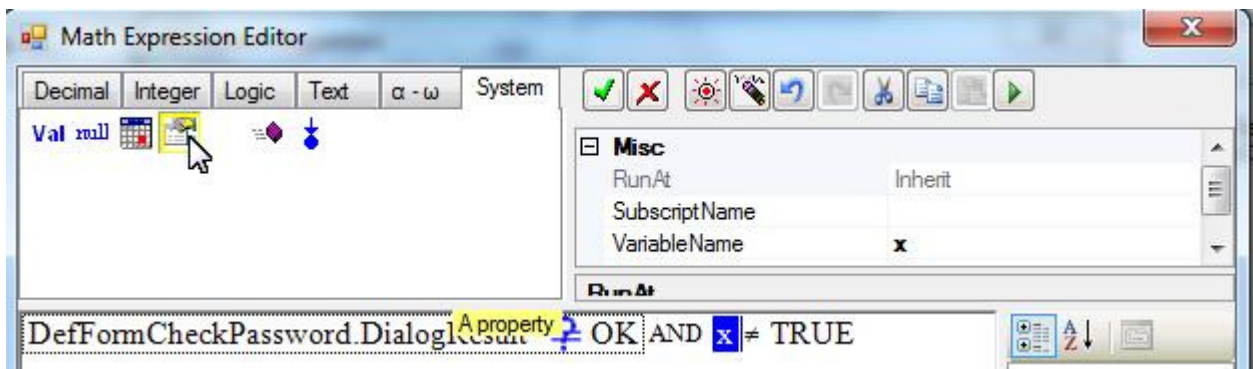 Math Expression Editor
Decimal Integer Logic Text α - ω System
Val null
Misc
RunAt Inherit
SubscriptName
VariableName x
RunAt
A property
DefFormCheckPassword.DialogResult = OK AND x ≠ TRUE